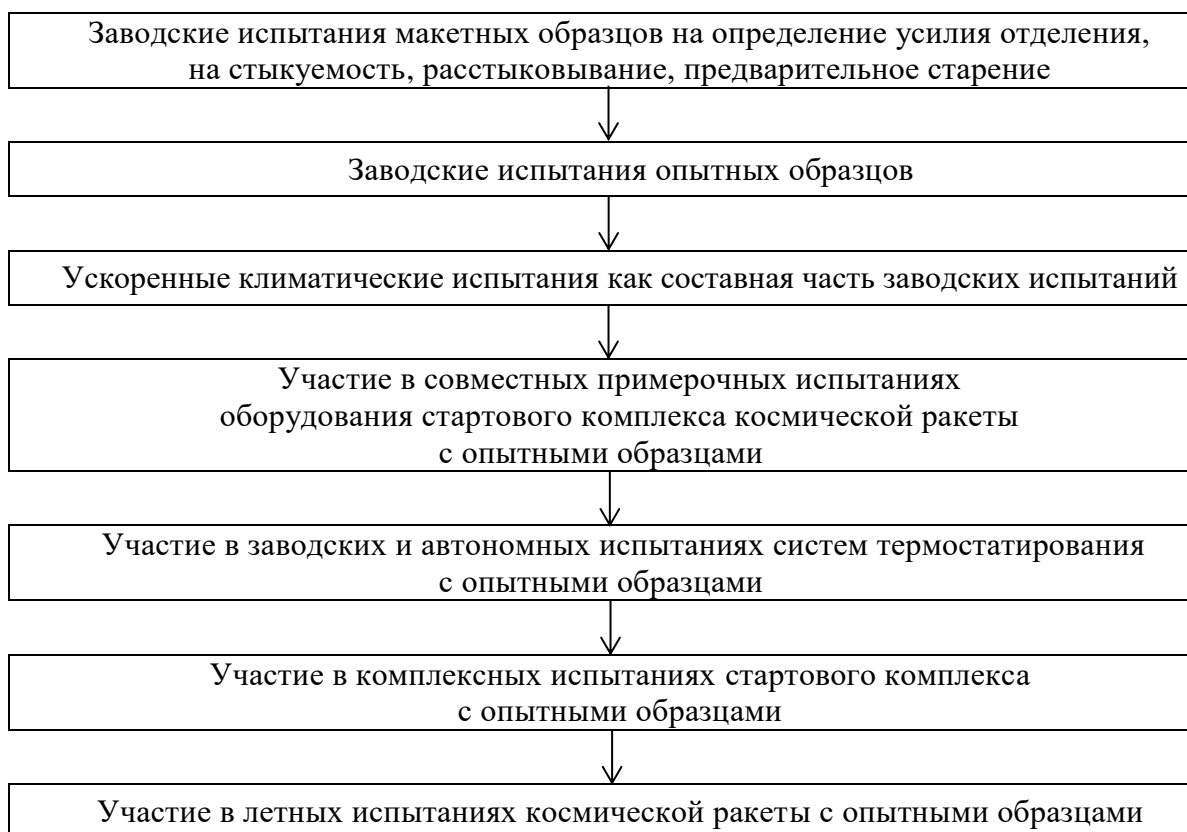 Заводские испытания макетных образцов на определение усилия отделения,
на стыкуемость, расстыковывание, предварительное старение
Заводские испытания опытных образцов
Ускоренные климатические испытания как составная часть заводских испытаний
Участие в совместных примерочных испытаниях
оборудования стартового комплекса космической ракеты
с опытными образцами
Участие в заводских и автономных испытаниях систем термостатирования
с опытными образцами
Участие в комплексных испытаниях стартового комплекса
с опытными образцами
Участие в летных испытаниях космической ракеты с опытными образцами